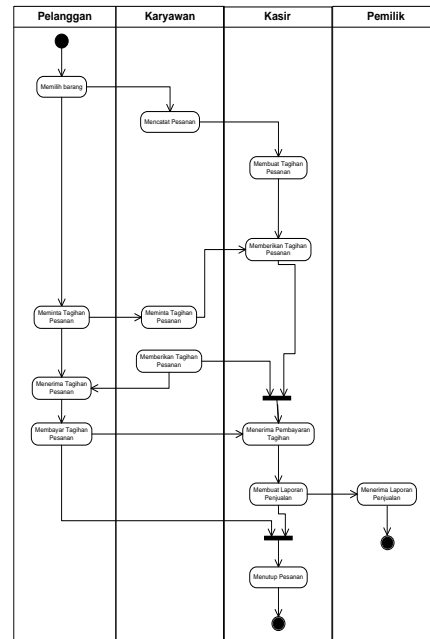 Pelanggan
Karyawan
Kasir
Pemilik
Memilih barang
Mencatat Pesanan
Membuat Tagihan
Pesanan
Memberikan Tagihan
Pesanan
Meminta Tagihan
Pesanan
Meminta Tagihan
Pesanan
Memberikan Tagihan
Pesanan
Menerima Tagihan
Pesanan
Membayar Tagihan
Pesanan
Menerima Pembayaran
Tagihan
Membuat Laporan
Penjualan
Menerima Laporan
Penjualan
Menutup Pesanan